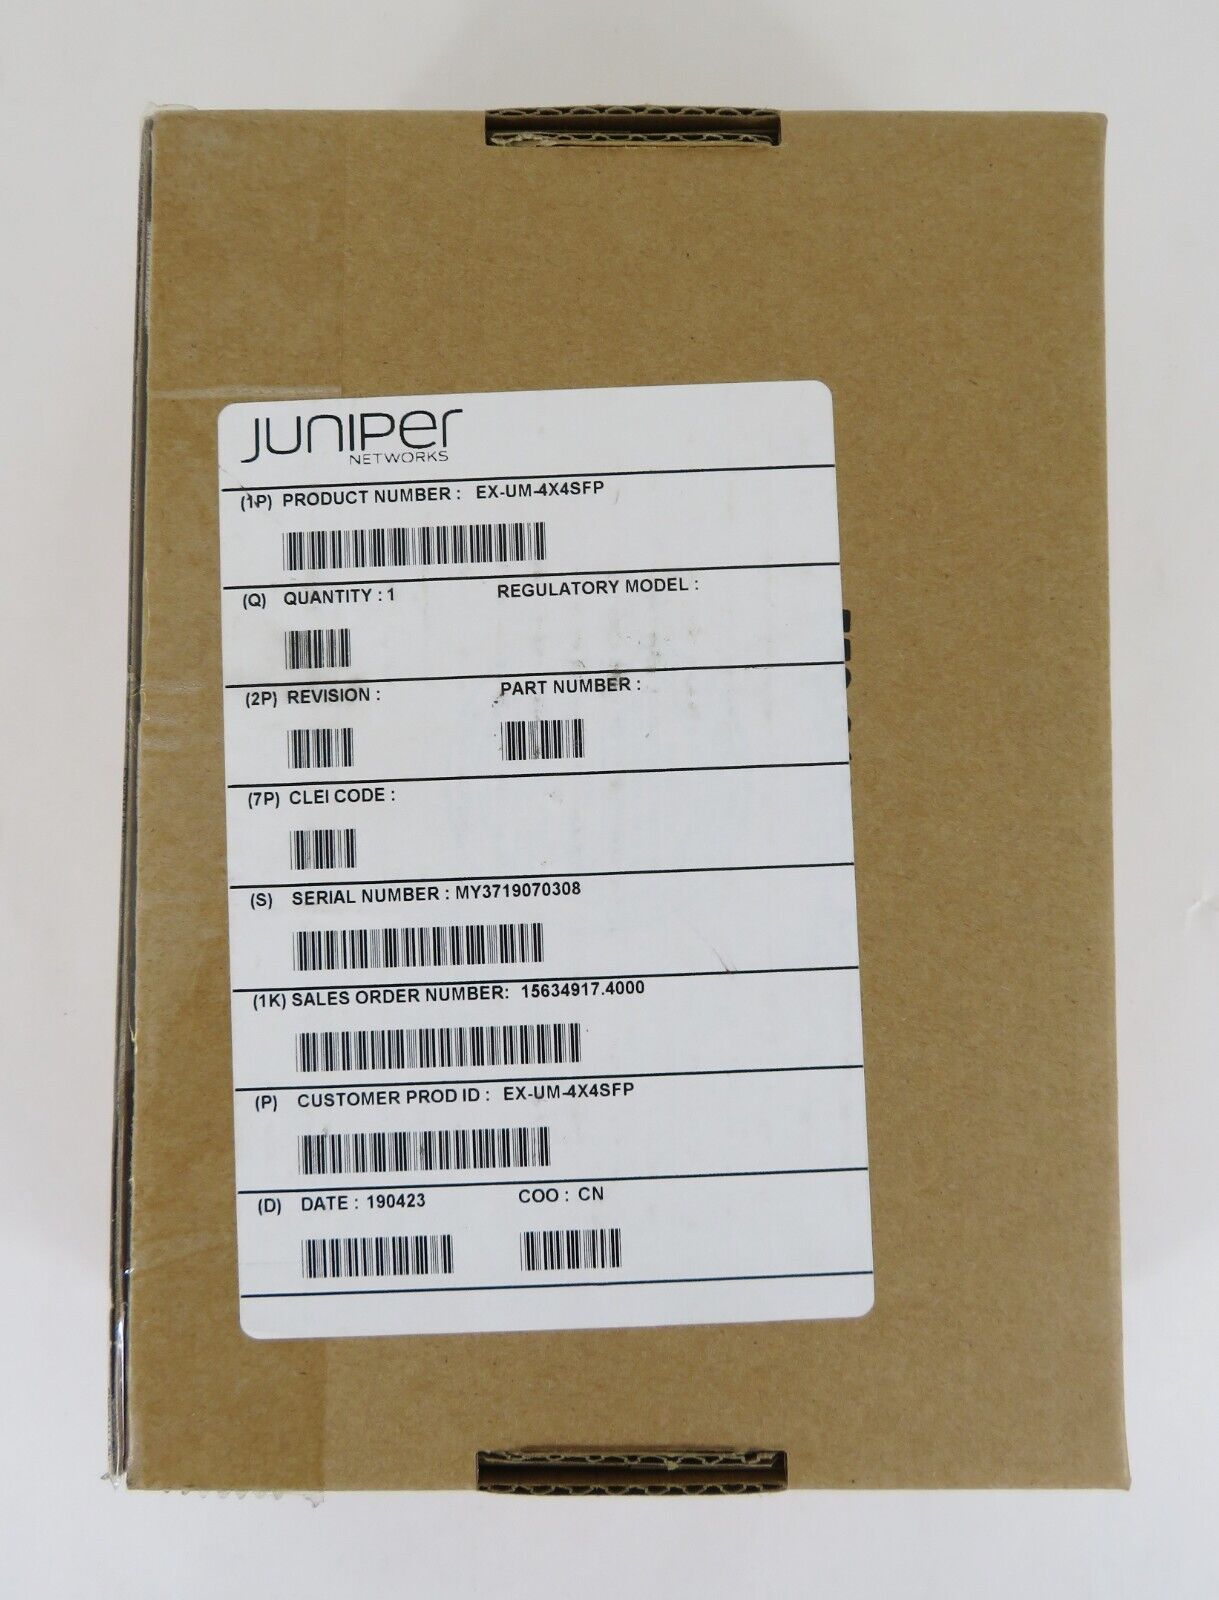 JUNIPer
NETWORKS
(1P) PRODUCT NUMBER : EX-UM-4X4SFP
(Q) QUANTITY : 1 REGULATORY MODEL :
(2P) REVISION : PART NUMBER :
(7P) CLEI CODE :
(S) SERIAL NUMBER : MY3719070308
(1K) SALES ORDER NUMBER: 15634917.4000
(P) CUSTOMER PROD ID : EX-UM-4X4SFP
(D) DATE : 190423 COO : CN